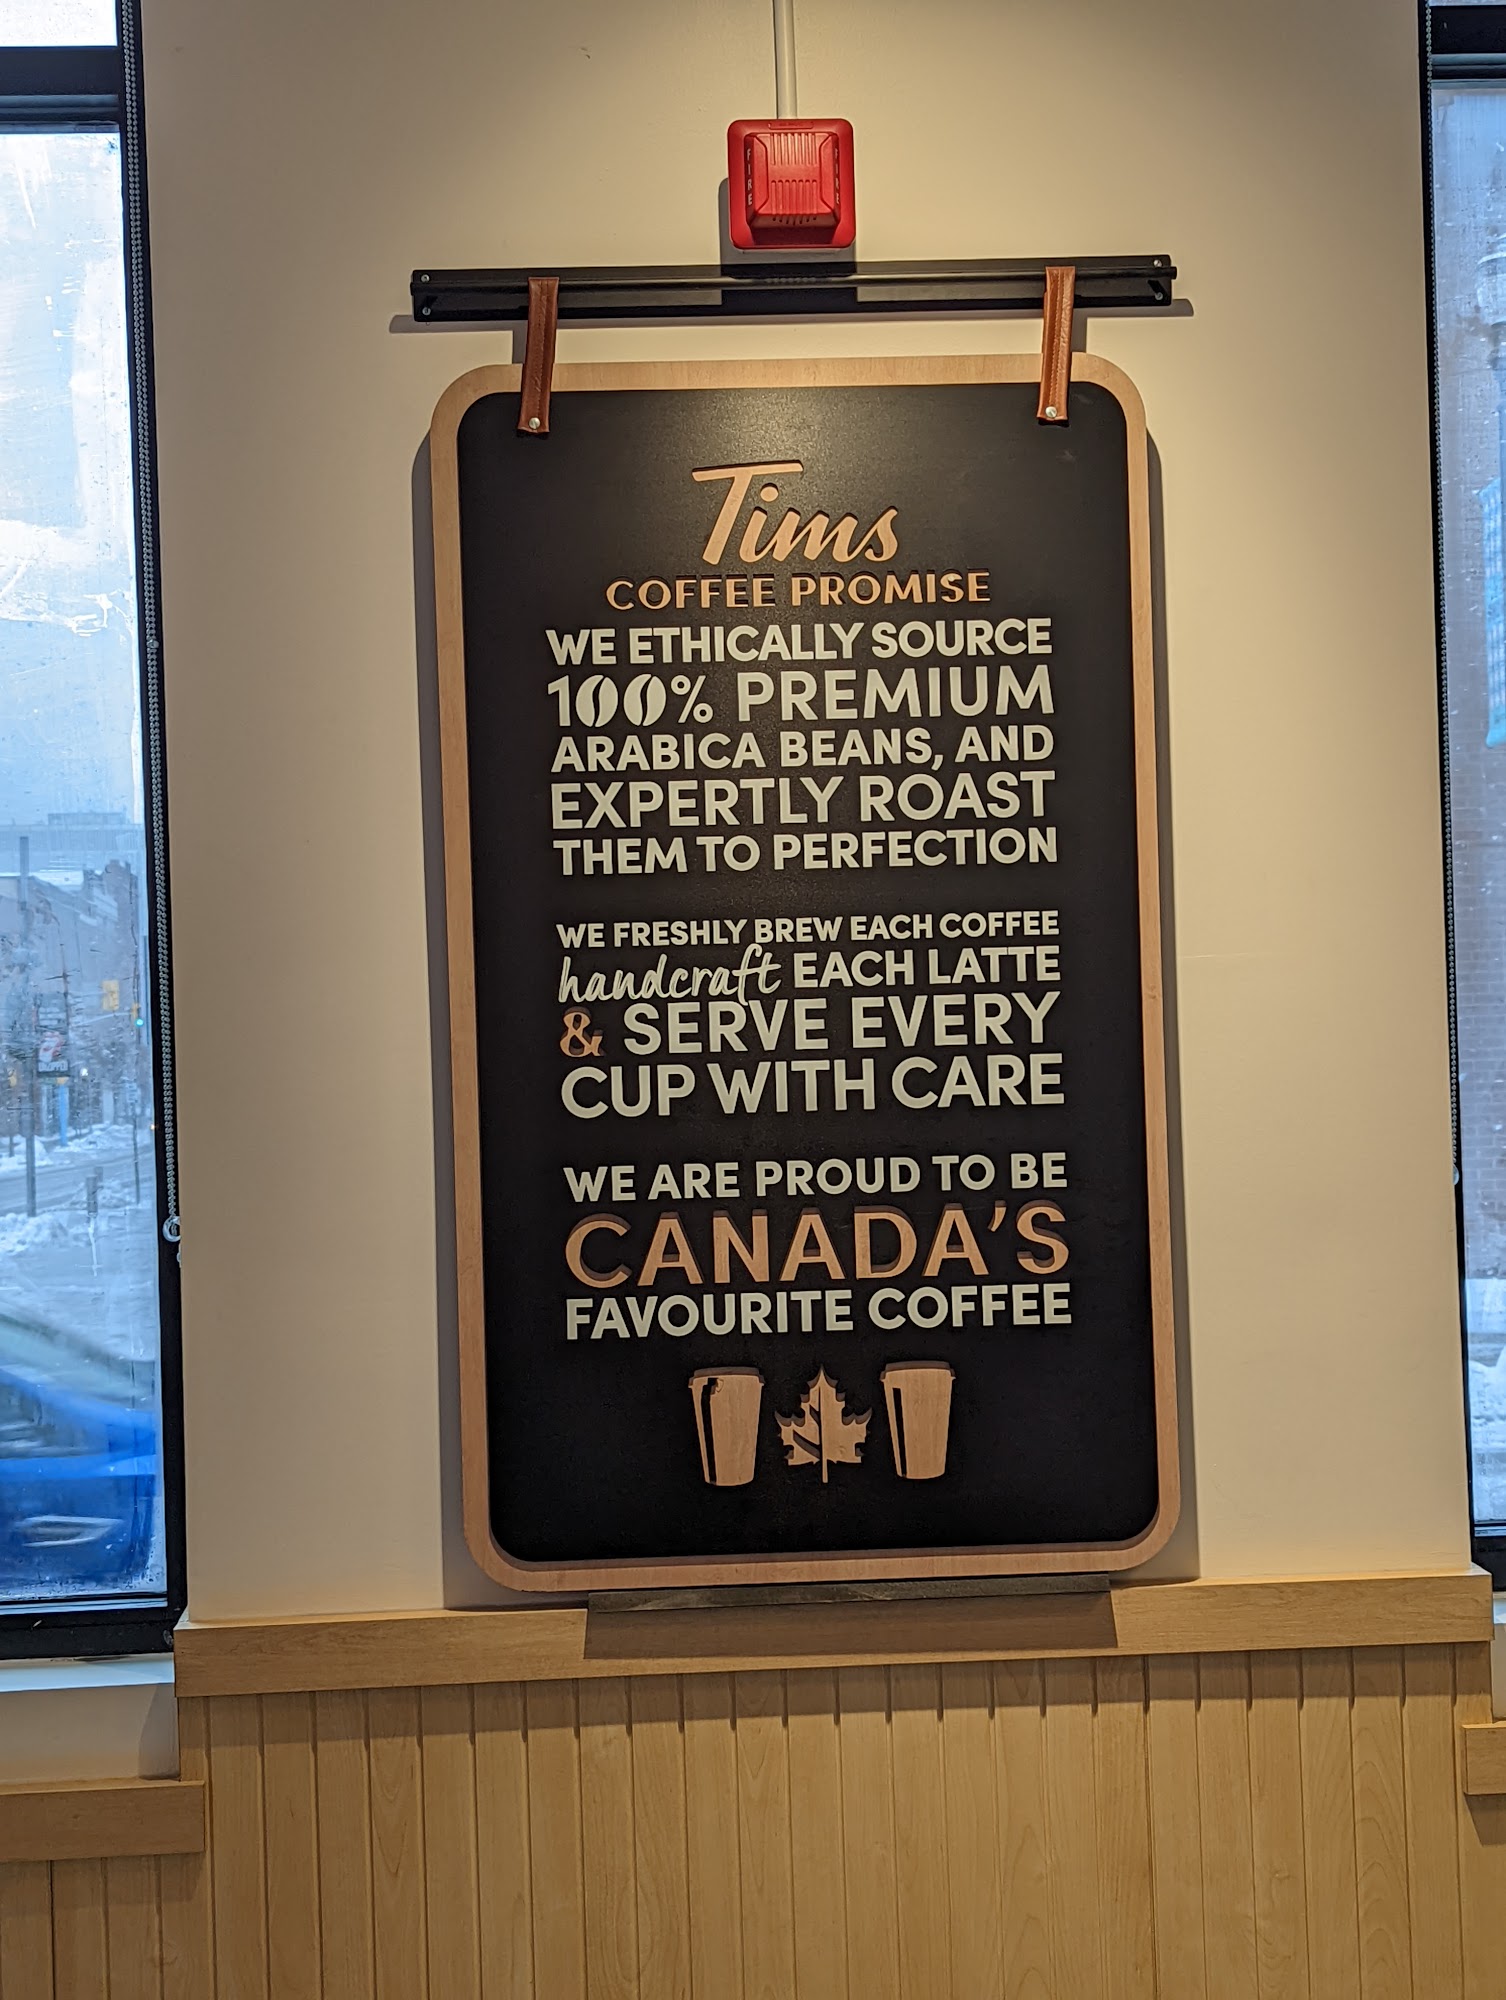 FIRE
Tims
COFFEE PROMISE
WE ETHICALLY SOURCE
100% PREMIUM
ARABICA BEANS, AND
EXPERTLY ROAST
THEM TO PERFECTION
WE FRESHLY BREW EACH COFFEE
handcraft EACH LATTE
& SERVE EVERY
CUP WITH CARE
WE ARE PROUD TO BE
CANADA'S
FAVOURITE COFFEE